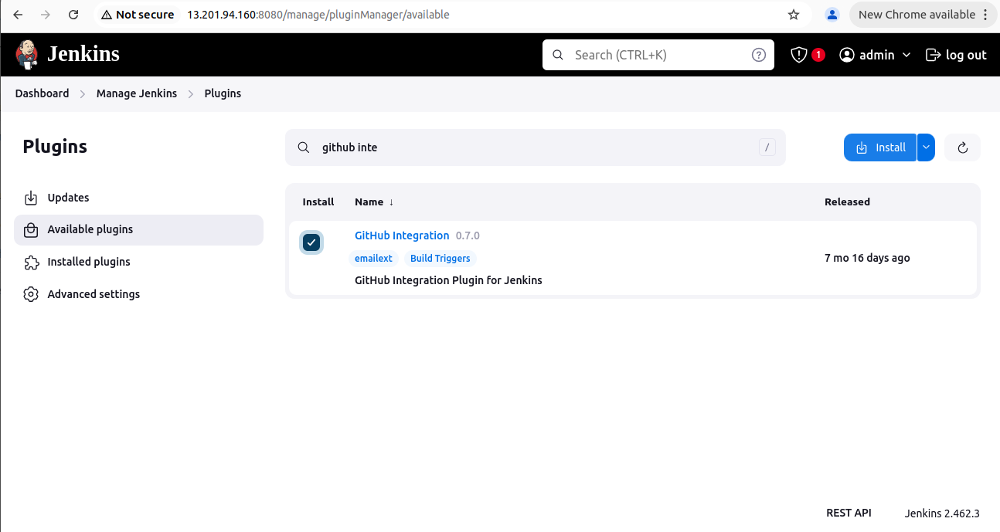 Not secure 13.201.94.160:8080/manage/pluginManager/available New Chrome available
Jenkins Search (CTRL+K) ? 1 admin log out
Dashboard Manage Jenkins Plugins
Plugins
github inte / Install
Updates
Available plugins
Installed plugins
Advanced settings
Install Name ↓ Released
GitHub Integration 0.7.0
emailext Build Triggers
7 mo 16 days ago
GitHub Integration Plugin for Jenkins
REST API Jenkins 2.462.3